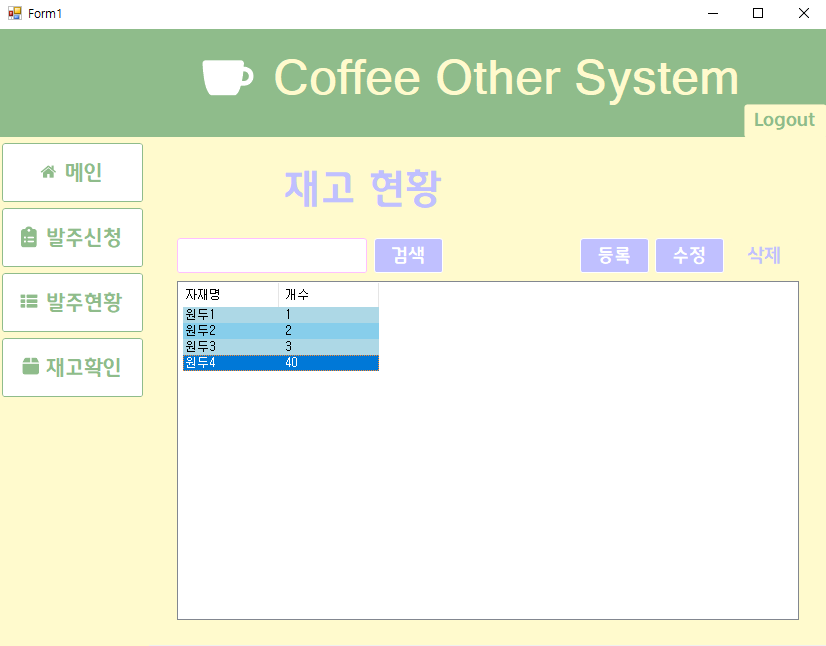 Form1
Coffee Other System
Logout
메인
발주신청
발주현황
재고확인
재고 현황
검색 등록 수정 삭제
자재명 개수
원두1 1
원두2 2
원두3 3
원두4 40